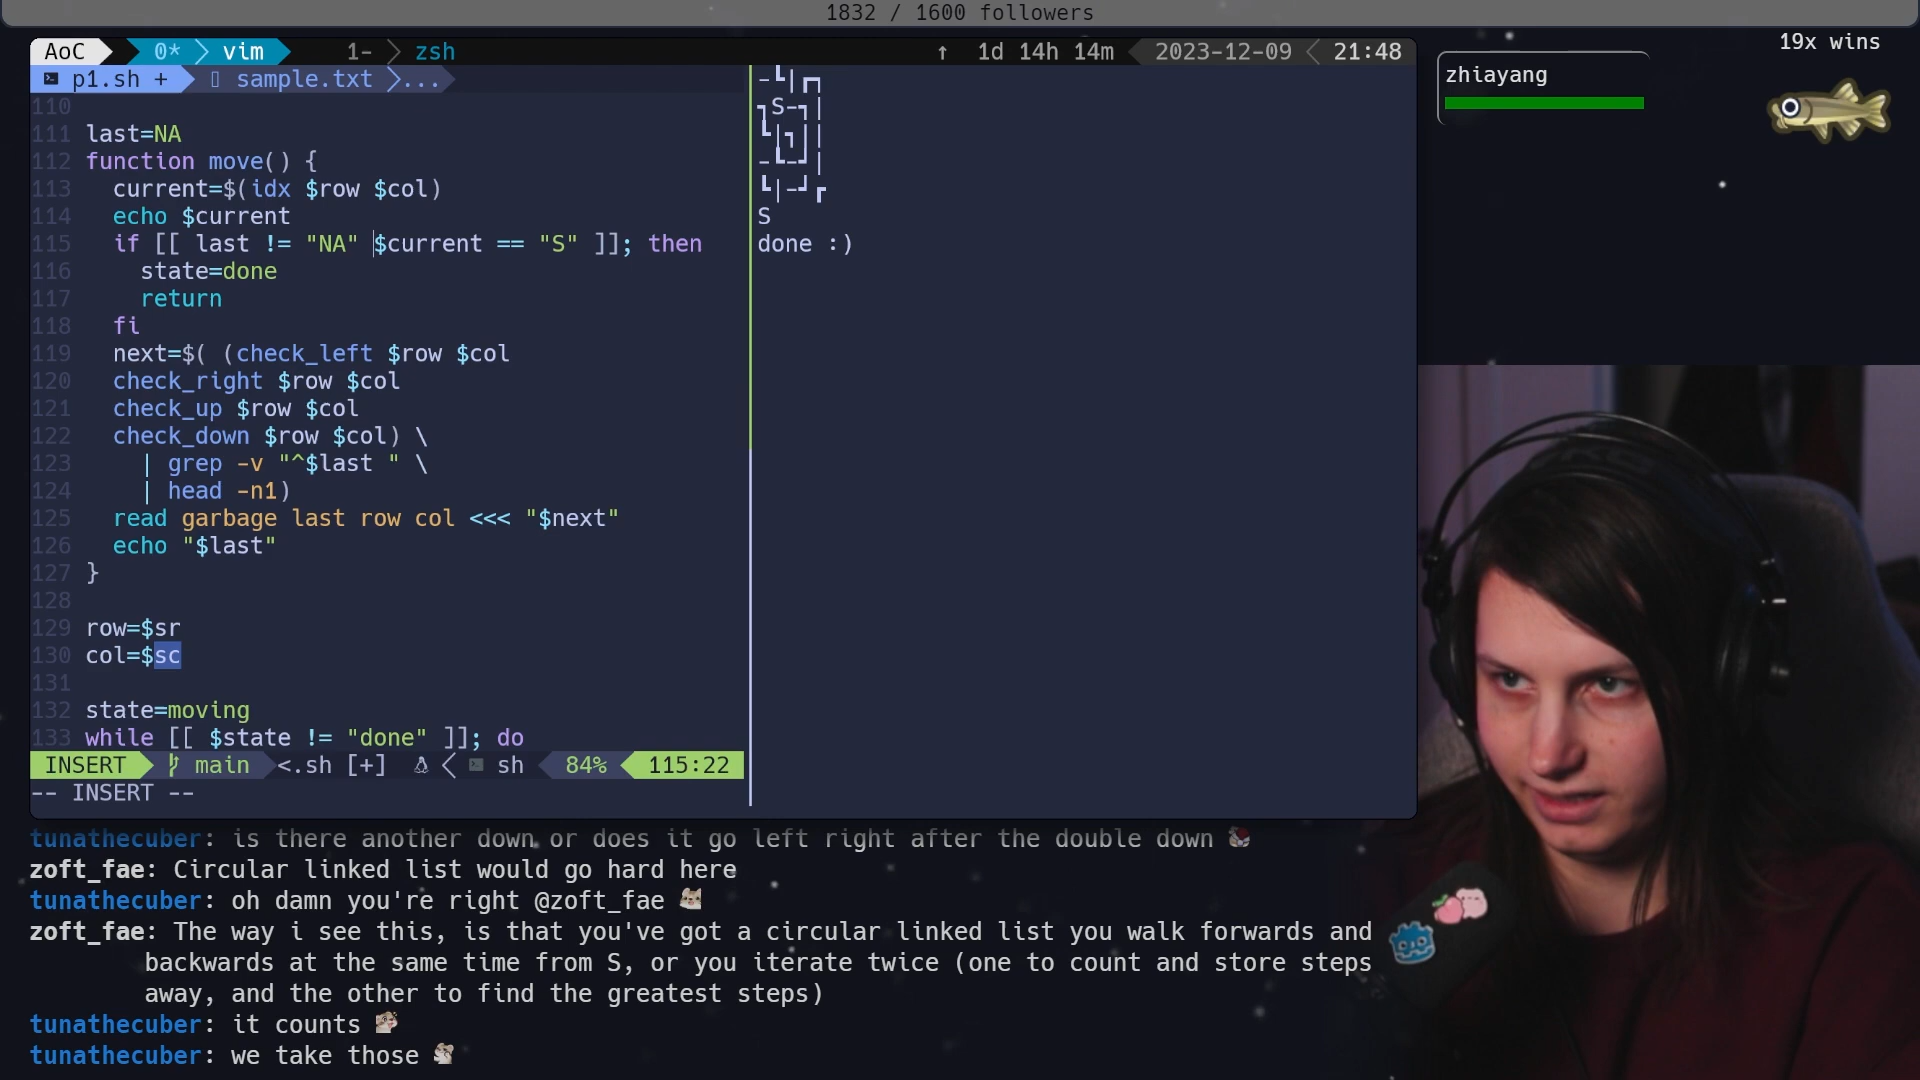 1832 / 1600 followers
AoC 0* vim 1- zsh ↑ 1d 14h 14m 2023-12-09 21:48
p1.sh + sample.txt ...
110
111 last=NA
112 function move() {
113 current=$(idx $row $col)
114 echo $current
115 if [[ last != "NA" $current == "S" ]]; then
116 state=done
117 return
118 fi
119 next=$( (check_left $row $col
120 check_right $row $col
121 check_up $row $col
122 check_down $row $col) \
123 | grep -v "^$last " \
124 | head -n1)
125 read garbage last row col <<< "$next"
126 echo "$last"
127 }
128
129 row=$sr
130 col=$sc
131
132 state=moving
133 while [[ $state != "done" ]]; do
INSERT main <.sh [+] sh 84% 115:22
-- INSERT --
-┗|┏┓
┓S-┓|
┗|┓||
-┗-┛|
┗|-┛┏
S
done :)
zhiayang
19x wins
tunathecuber: is there another down or does it go left right after the double down
zoft_fae: Circular linked list would go hard here
tunathecuber: oh damn you're right @zoft_fae
zoft_fae: The way i see this, is that you've got a circular linked list you walk forwards and
backwards at the same time from S, or you iterate twice (one to count and store steps
away, and the other to find the greatest steps)
tunathecuber: it counts
tunathecuber: we take those